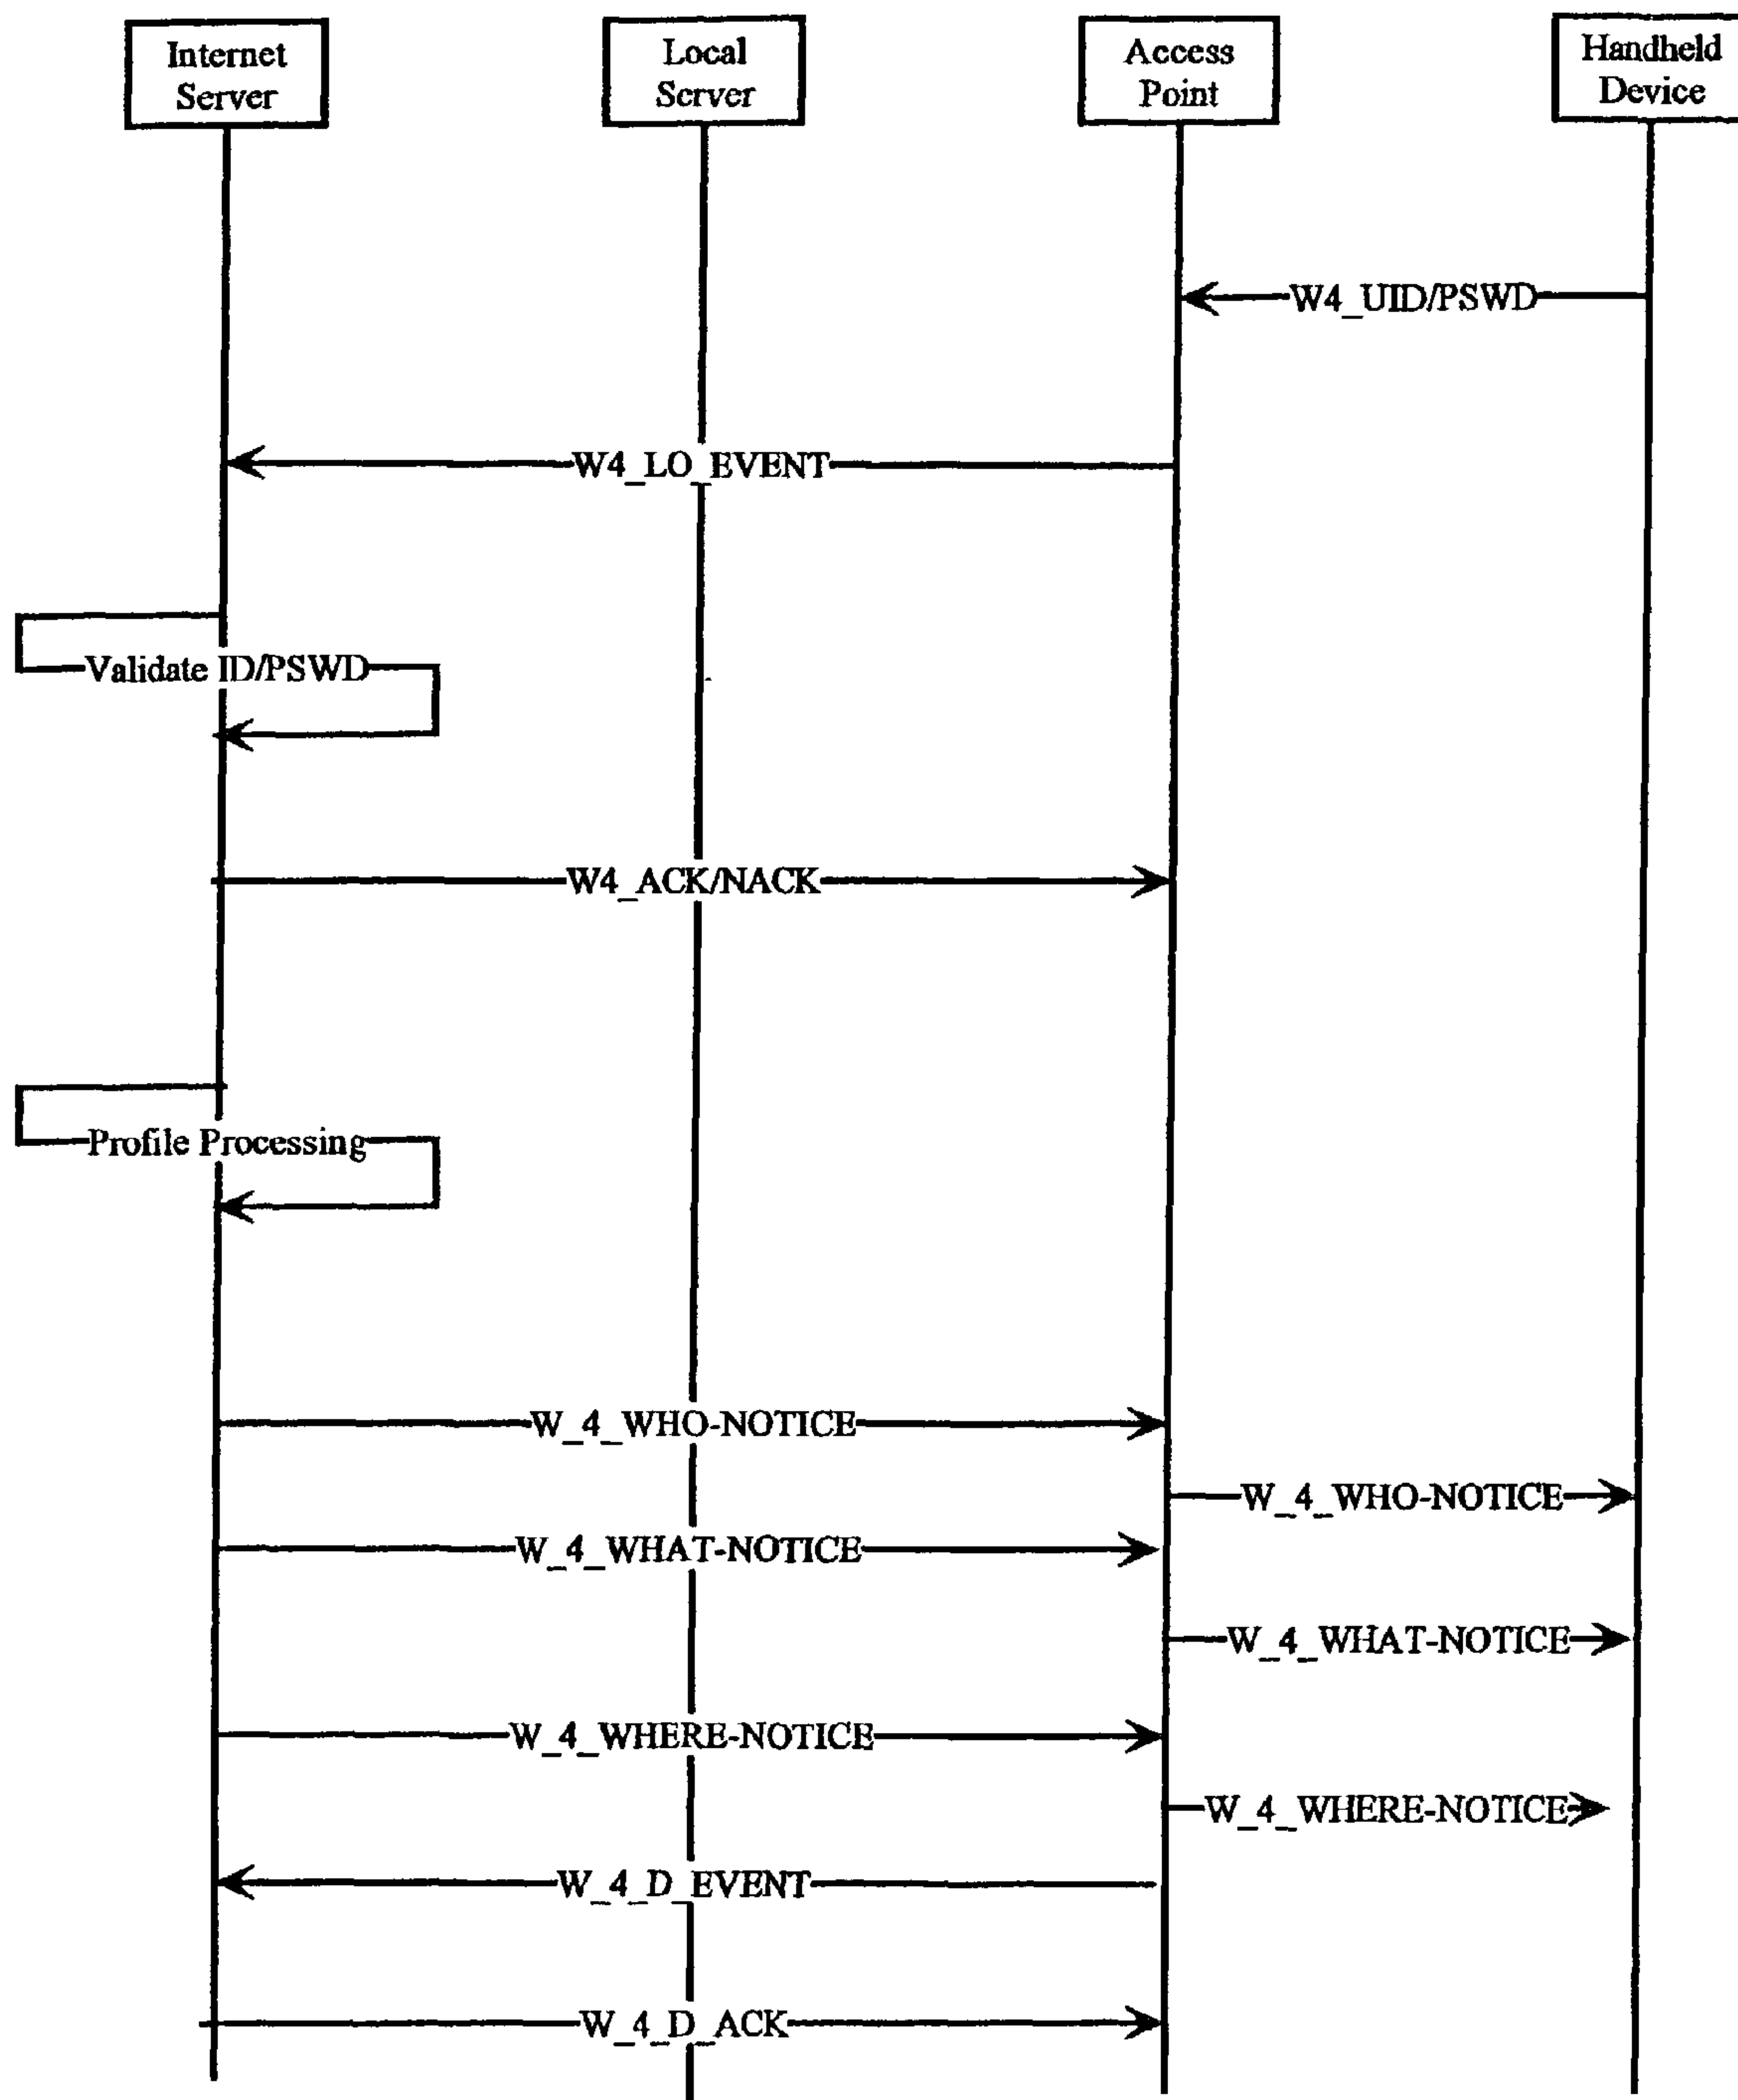 Internet
Server
Local
Server
Access
Point
Handheld
Device
W4_UID/PSWD
W4_LO_EVENT
Validate ID/PSWD
W4_ACK/NACK
Profile Processing
W_4_WHO-NOTICE
W_4_WHO-NOTICE
W_4_WHAT-NOTICE
W_4_WHAT-NOTICE
W_4_WHERE-NOTICE
W_4_WHERE-NOTICE
W_4_D_EVENT
W_4_D_ACK